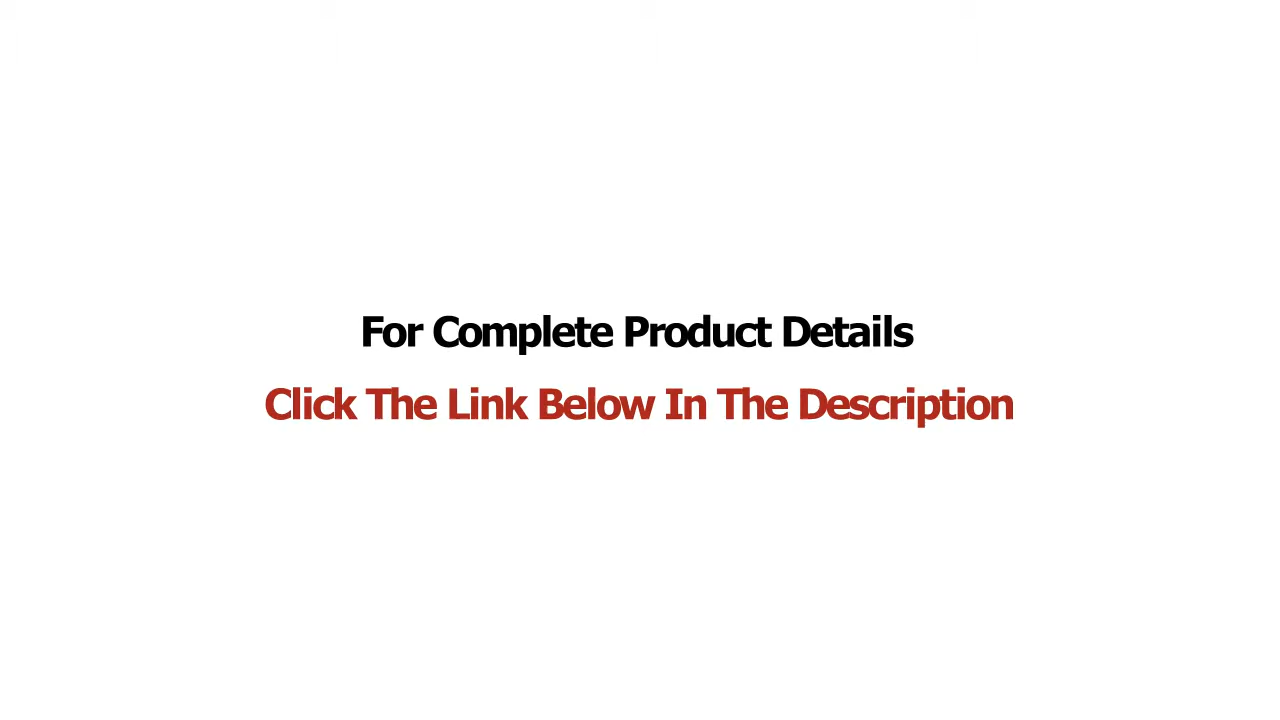 For Complete Product Details
Click The Link Below In The Description